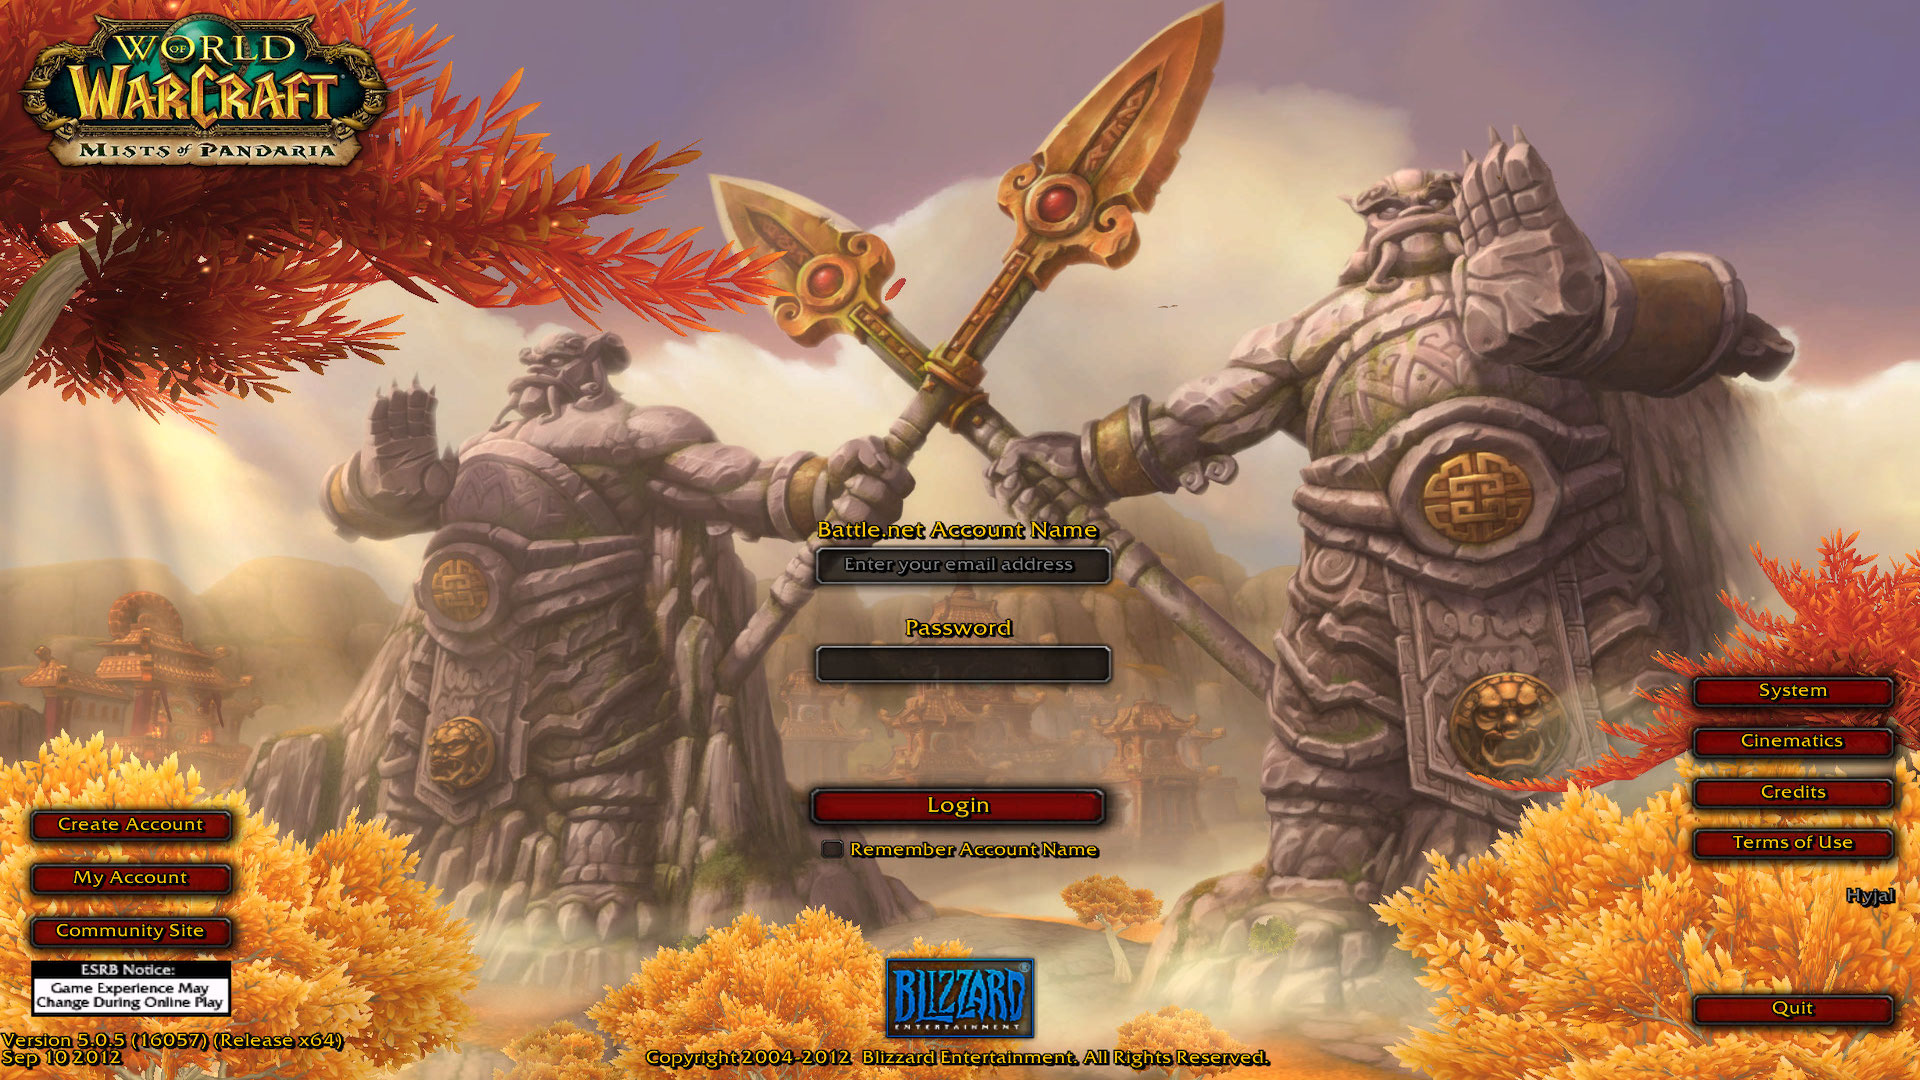 WORLD
OF
WARCRAFT
MISTS of PANDARIA
Battle.net Account Name
Enter your email address
Password
Login
Remember Account Name
System
Cinematics
Credits
Terms of Use
Hyjal
Quit
Create Account
My Account
Community Site
ESRB Notice:
Game Experience May
Change During Online Play
Version 5.0.5 (16057) (Release x64)
Sep 10 2012
BLIZZARD®
ENTERTAINMENT
Copyright 2004-2012 Blizzard Entertainment. All Rights Reserved.